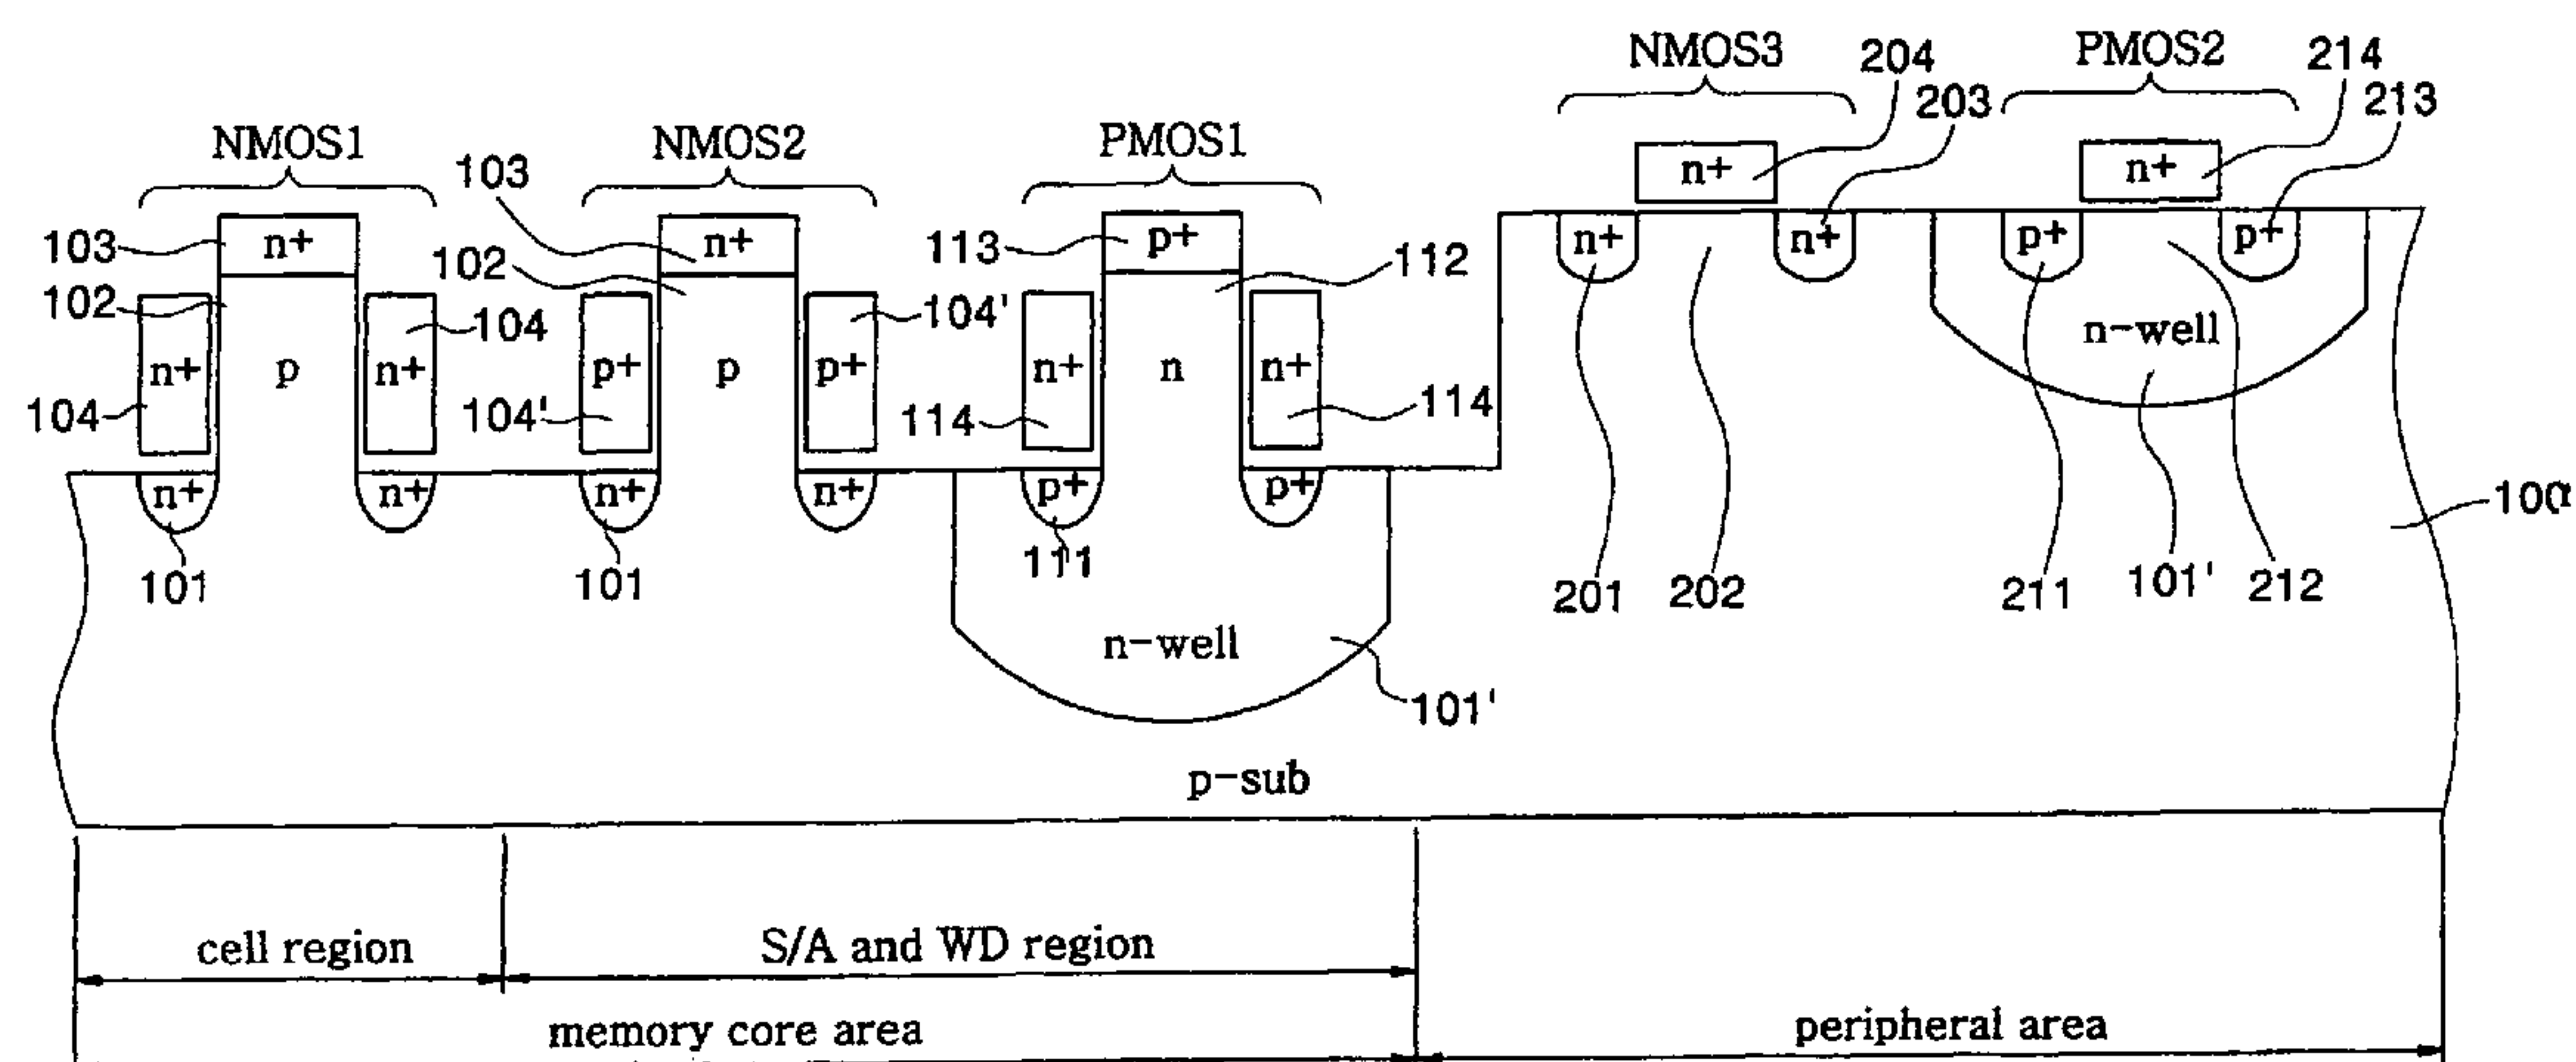 NMOS3 204 PMOS2 214
203 213
NMOS1 103 NMOS2 PMOS1 n+ n+
103 n+ 102 n+ 113 p+ 112 n+ n+ p+ p+
102 104 104' n-well
n+ p n+ p+ p p+ n+ n n+
104 104' 114 114
n+ n+ n+ n+ p+ p+ 100
101 101 111 201 202 211 101' 212
n-well
101'
p-sub
cell region S/A and WD region
memory core area peripheral area